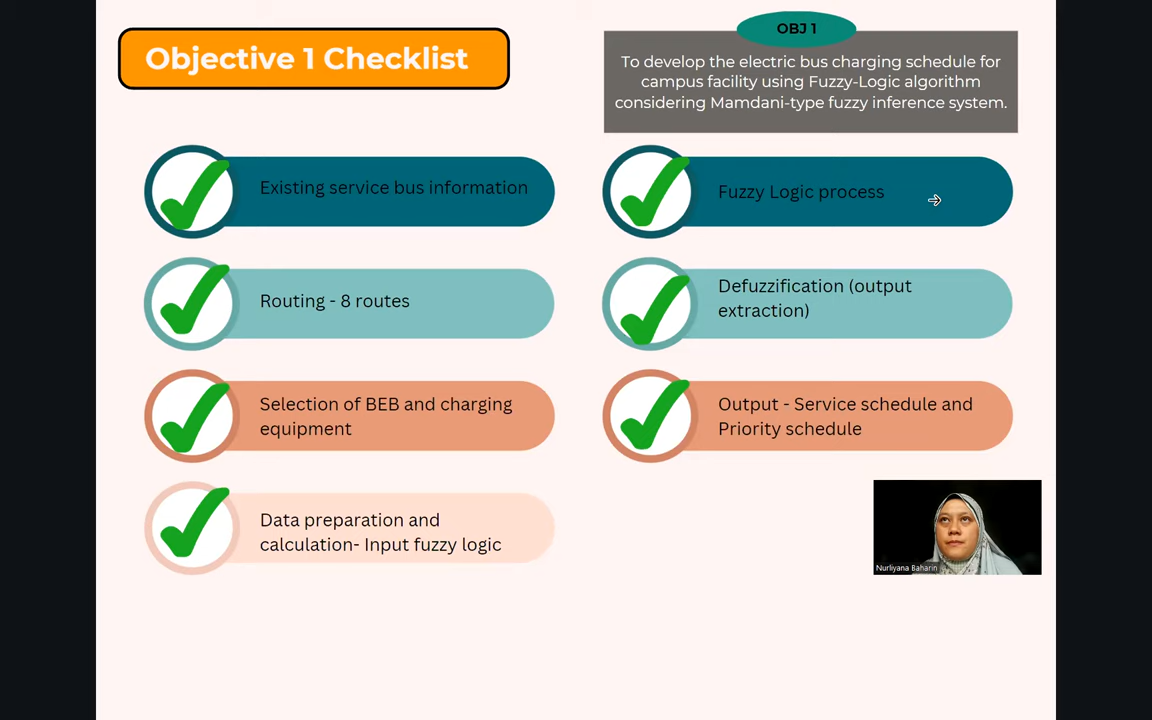 Objective 1 Checklist
OBJ 1
To develop the electric bus charging schedule for
campus facility using Fuzzy-Logic algorithm
considering Mamdani-type fuzzy inference system.
Existing service bus information
Routing - 8 routes
Selection of BEB and charging
equipment
Data preparation and
calculation- Input fuzzy logic
Fuzzy Logic process
Defuzzification (output
extraction)
Output - Service schedule and
Priority schedule
Nurliyana Baharin